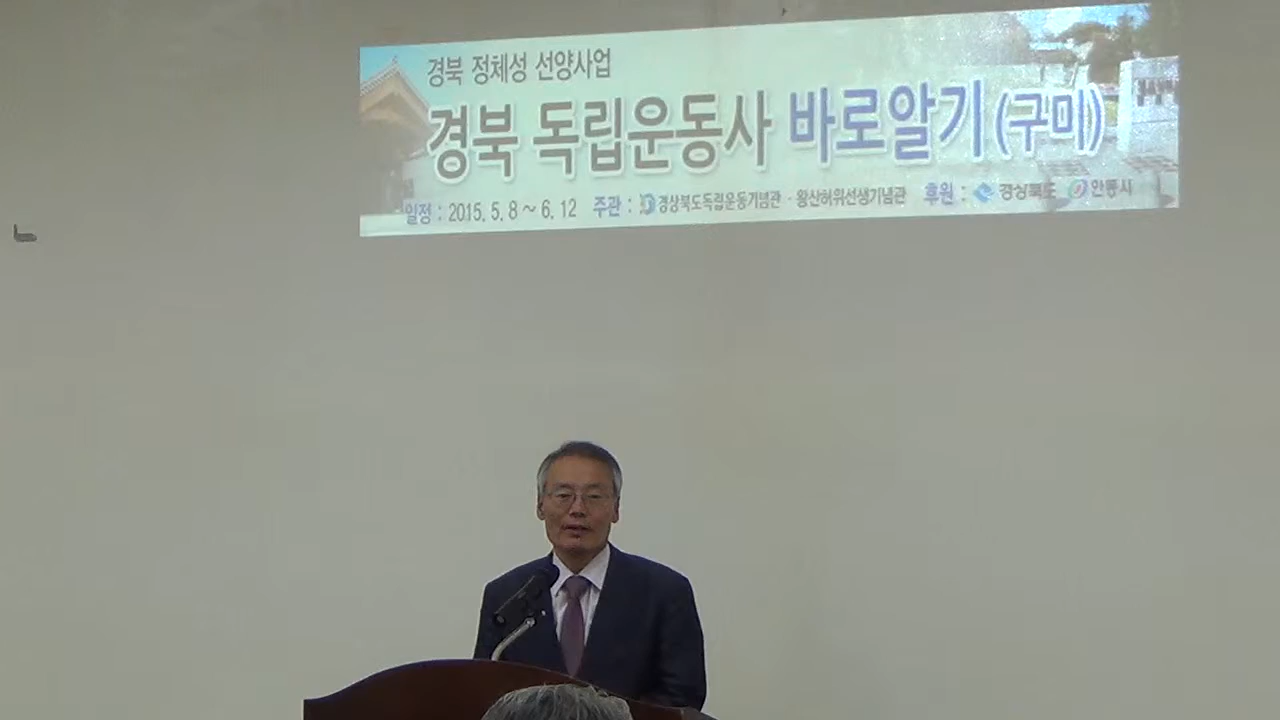 경북 정체성 선양사업
경북 독립운동사 바로알기(구미)
일정 : 2015. 5. 8 ~ 6. 12 주관 : 경상북도독립운동기념관 · 왕산허위선생기념관 후원 : 경상북도 안동시